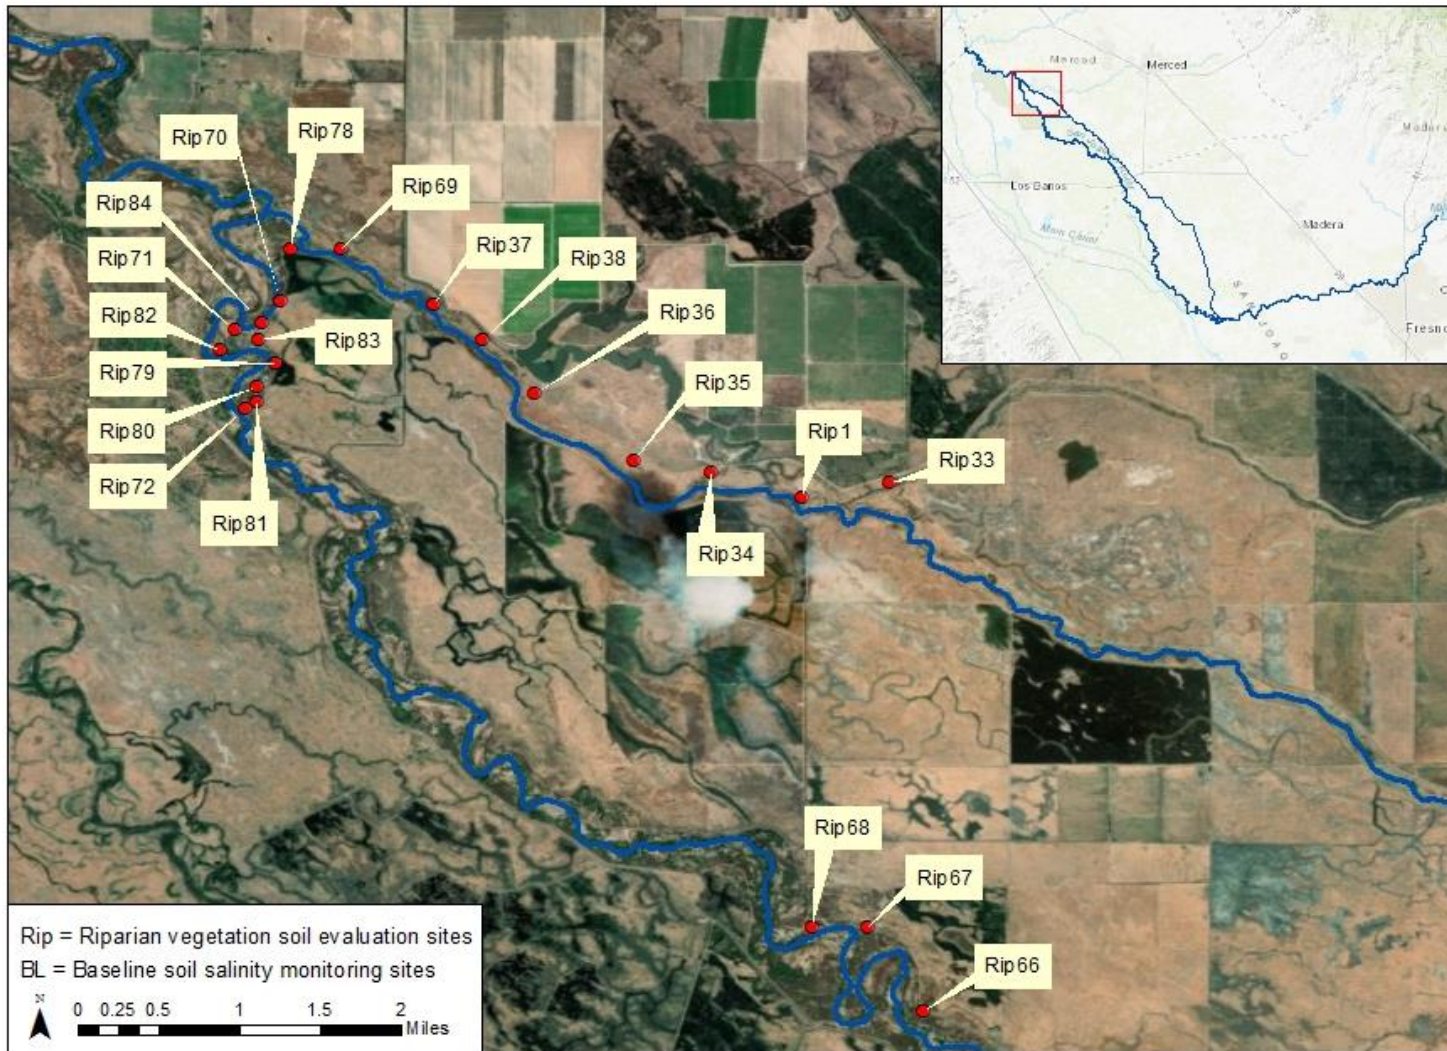 Rip70
Rip78
Rip69
Rip84
Rip71
Rip82
Rip79
Rip80
Rip72
Rip81
Rip83
Rip37
Rip38
Rip36
Rip35
Rip34
Rip1
Rip33
Rip68
Rip67
Rip66
Merced
Merced
Los Banos
Madera
Main Canal
Fresno
Rip = Riparian vegetation soil evaluation sites
BL = Baseline soil salinity monitoring sites
N
0 0.25 0.5 1 1.5 2
Miles